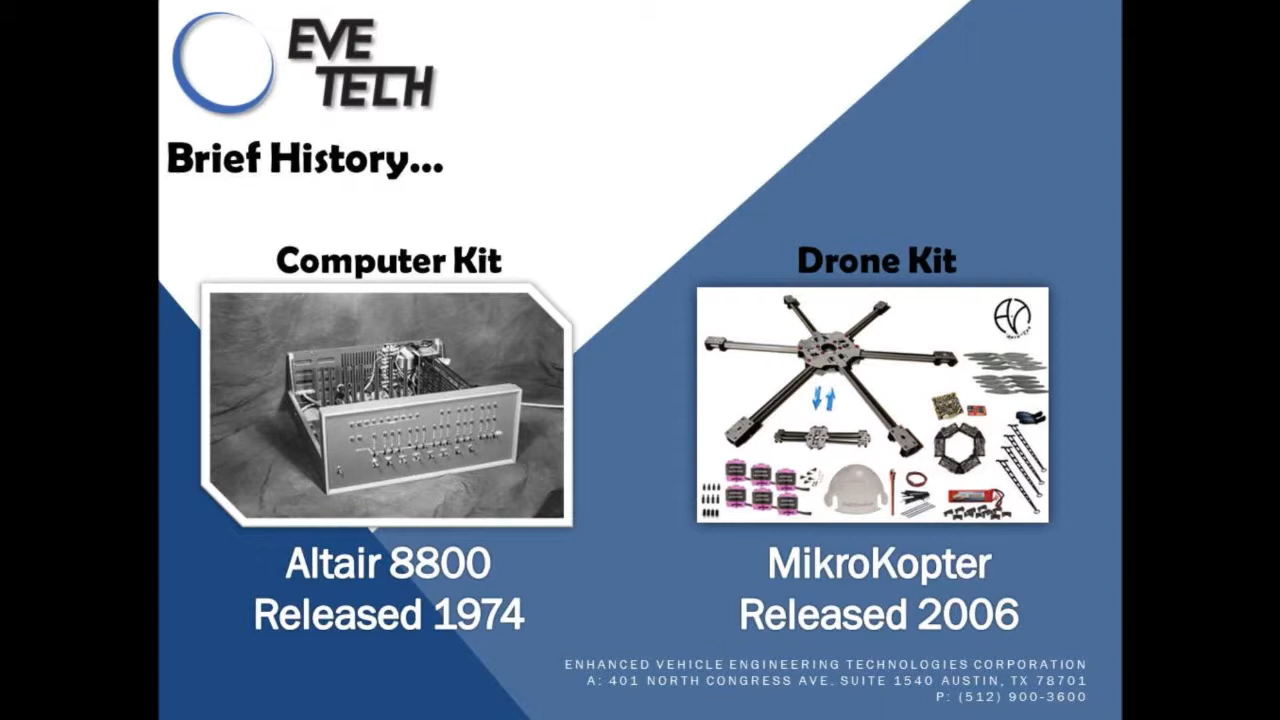 EVE
TECH
Brief History...
Computer Kit
Drone Kit
Altair 8800
Released 1974
MikroKopter
Released 2006
ENHANCED VEHICLE ENGINEERING TECHNOLOGIES CORPORATION
A: 401 NORTH CONGRESS AVE. SUITE 1540 AUSTIN, TX 78701
P: (512) 900-3600